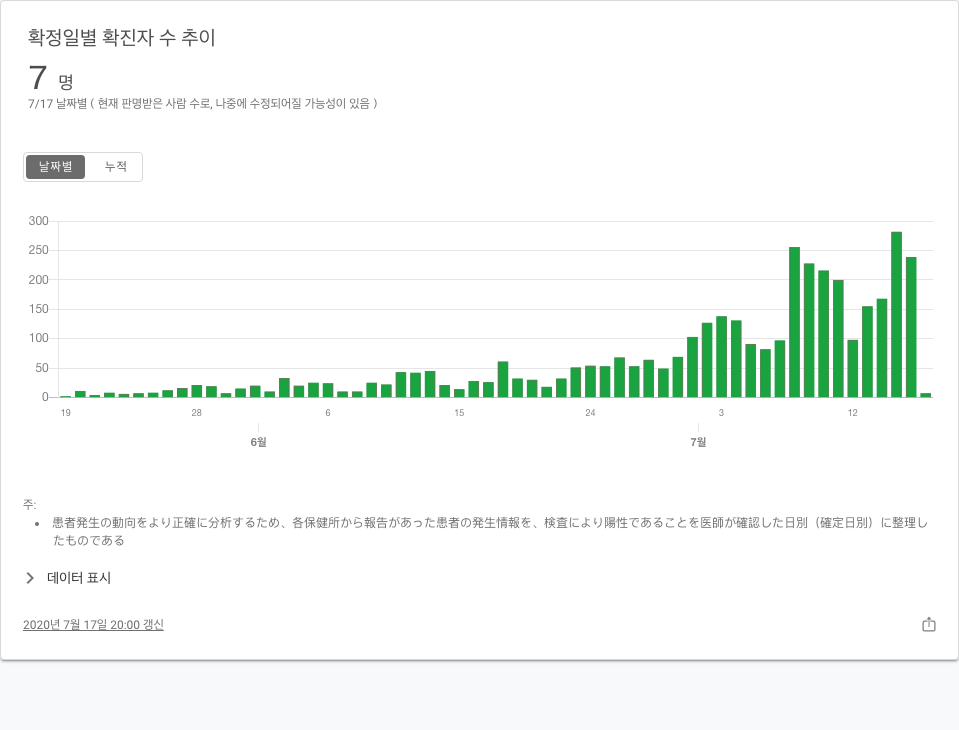 확정일별 확진자 수 추이
7 명
7/17 날짜별 ( 현재 판명받은 사람 수로, 나중에 수정되어질 가능성이 있음 )
날짜별 누적
300
250
200
150
100
50
0
19 28 6 15 24 3 12
6월 7월
주:
• 患者発生の動向をより正確に分析するため、各保健所から報告があった患者の発生情報を、検査により陽性であることを医師が確認した日別（確定日別）に整理し
たものである
데이터 표시
2020년 7월 17일 20:00 갱신